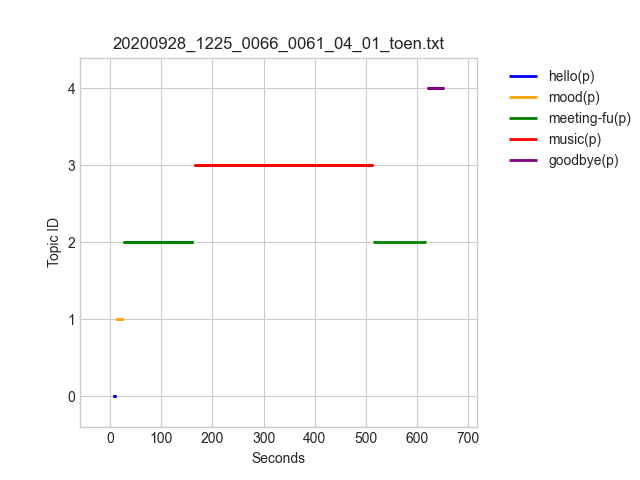 20200928_1225_0066_0061_04_01_toen.txt
hello(p)
mood(p)
meeting-fu(p)
music(p)
goodbye(p)
Topic ID
4
3
2
1
0
0 100 200 300 400 500 600 700
Seconds